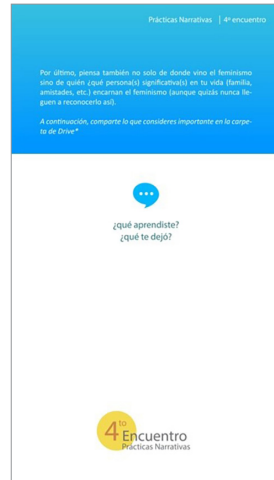 Prácticas Narrativas | 4º encuentro
Por último, piensa también no solo de donde vino el feminismo
sino de quién ¿qué persona(s) significativa(s) en tu vida (familia,
amistades, etc.) encarnan el feminismo (aunque quizás nunca lle-
guen a reconocerlo así).
A continuación, comparte lo que consideres importante en la carpe-
ta de Drive*
¿qué aprendiste?
¿qué te dejó?
4to Encuentro
Prácticas Narrativas